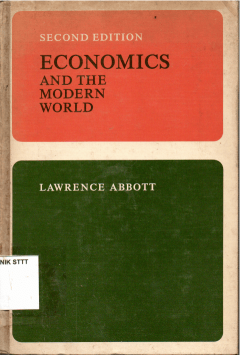 SECOND EDITION
ECONOMICS
AND THE
MODERN
WORLD
LAWRENCE ABBOTT
NIK STTT